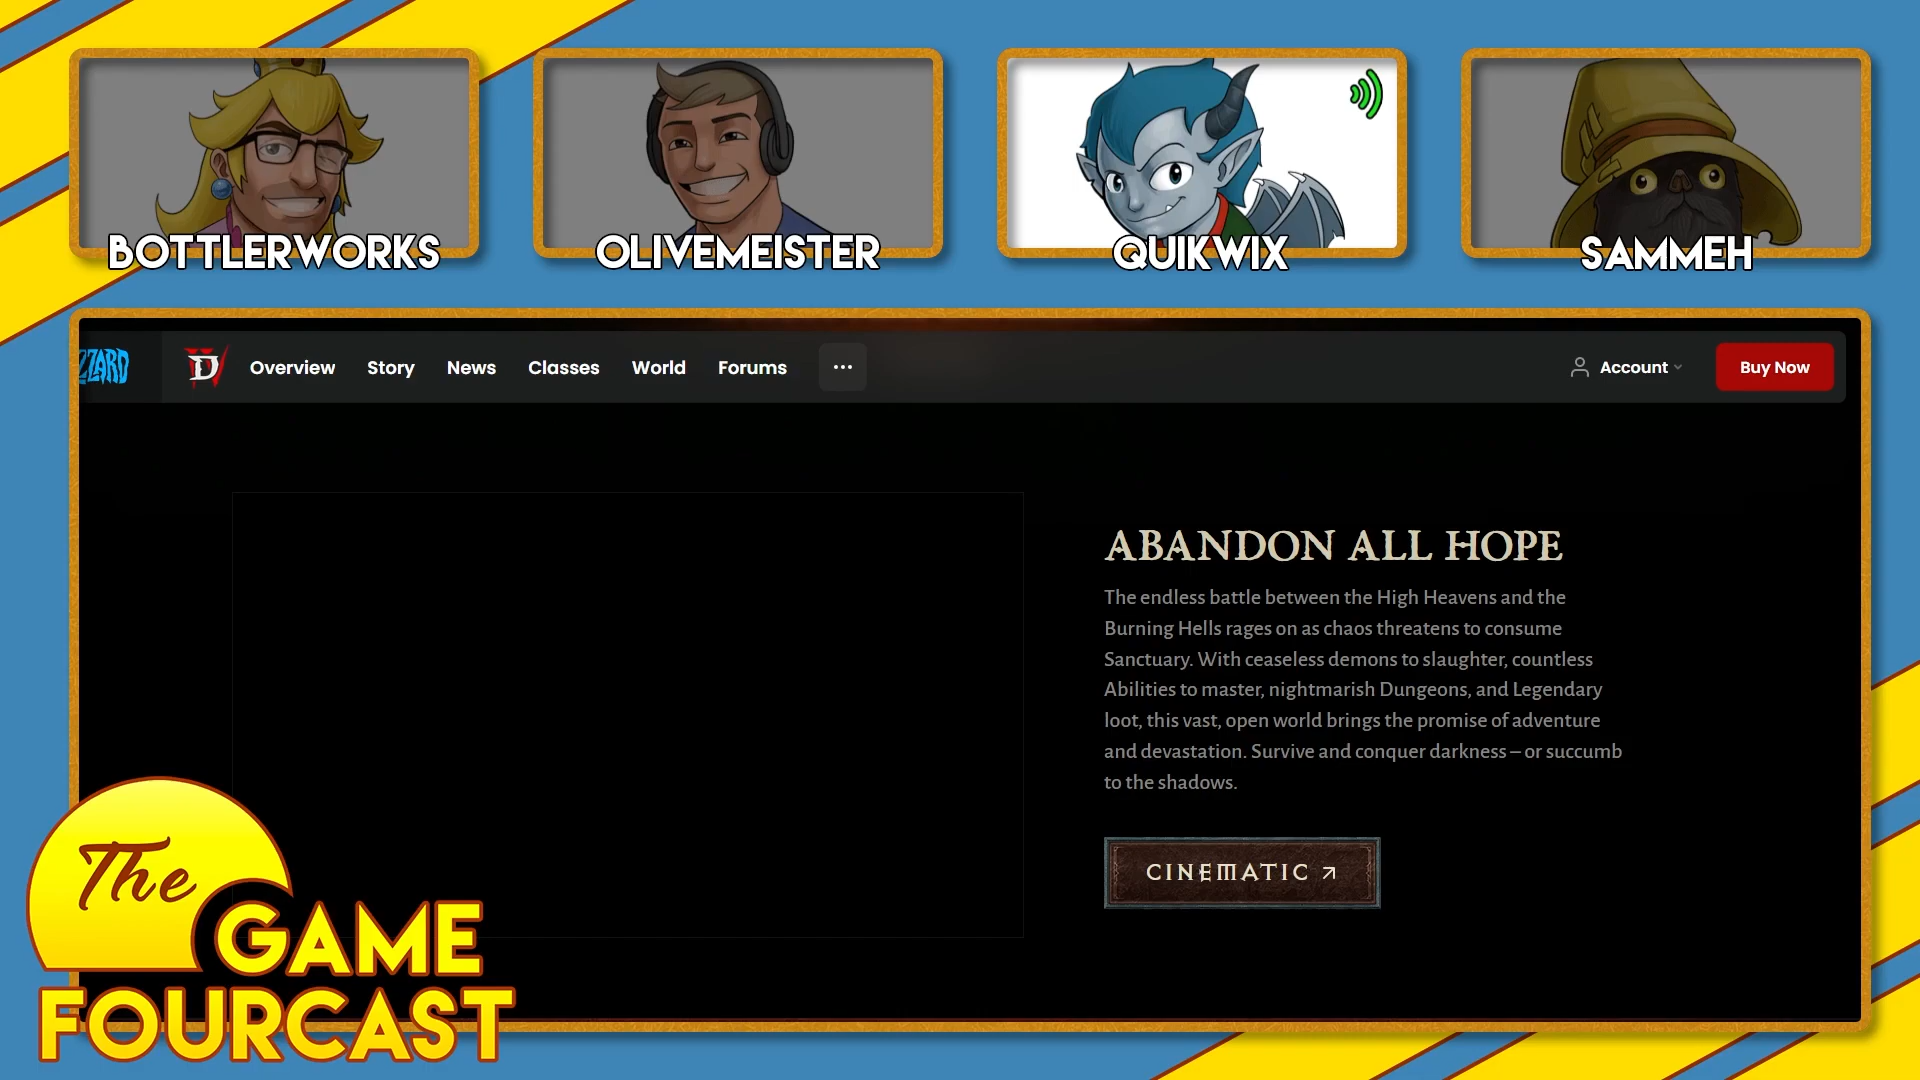 BOTTLERWORKS
OLIVEMEISTER
QUIKWIX
SAMMEH
ZZARD
D
Overview
Story
News
Classes
World
Forums
...
Account
Buy Now
ABANDON ALL HOPE
The endless battle between the High Heavens and the
Burning Hells rages on as chaos threatens to consume
Sanctuary. With ceaseless demons to slaughter, countless
Abilities to master, nightmarish Dungeons, and Legendary
loot, this vast, open world brings the promise of adventure
and devastation. Survive and conquer darkness – or succumb
to the shadows.
CINEMATIC
The
GAME
FOURCAST